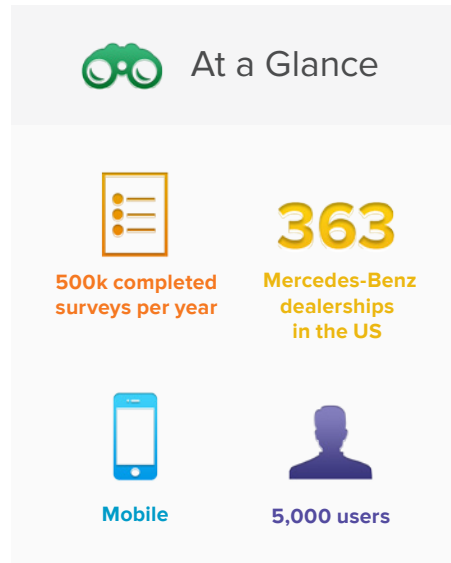 At a Glance
500k completed
surveys per year
363
Mercedes-Benz
dealerships
in the US
Mobile
5,000 users